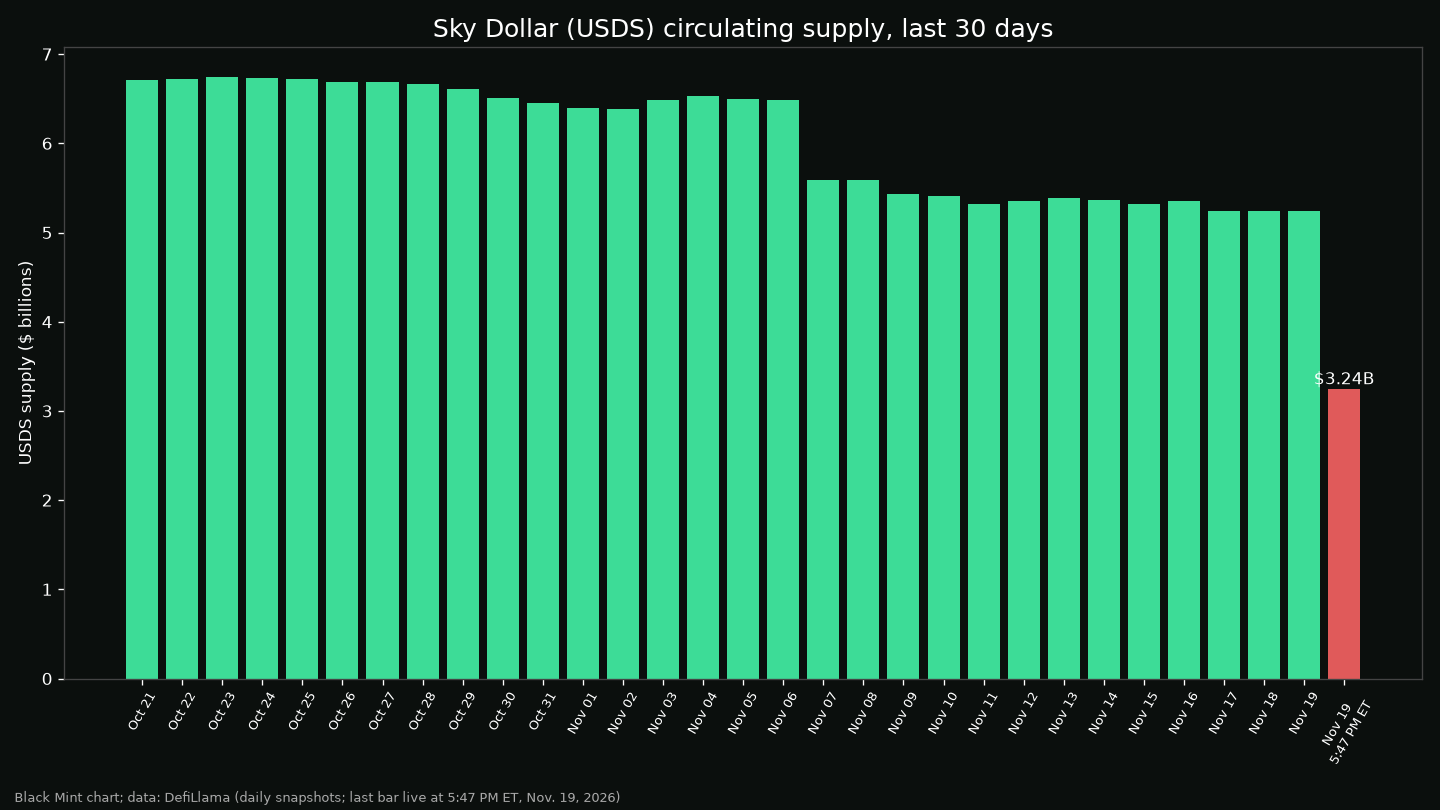 Sky Dollar (USDS) circulating supply, last 30 days
USDS supply ($ billions)
7
6
5
4
3
2
1
0
$3.24B
Oct 21
Oct 22
Oct 23
Oct 24
Oct 25
Oct 26
Oct 27
Oct 28
Oct 29
Oct 30
Oct 31
Nov 01
Nov 02
Nov 03
Nov 04
Nov 05
Nov 06
Nov 07
Nov 08
Nov 09
Nov 10
Nov 11
Nov 12
Nov 13
Nov 14
Nov 15
Nov 16
Nov 17
Nov 18
Nov 19
Nov 19
5:47 PM ET
Black Mint chart; data: DefiLlama (daily snapshots; last bar live at 5:47 PM ET, Nov. 19, 2026)